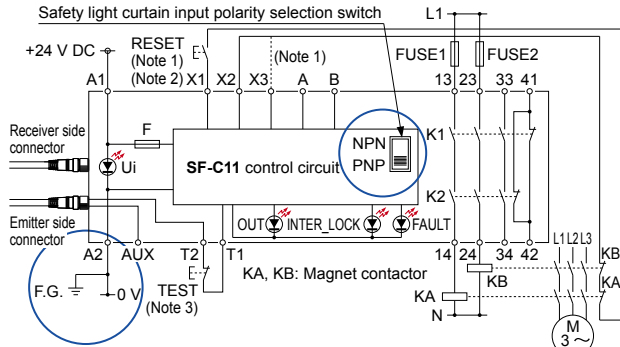 Safety light curtain input polarity selection switch
L1
+24 V DC
RESET
(Note 1)
(Note 2)
(Note 1)
FUSE1
FUSE2
A1
X1
X2
X3
A
B
13
23
33
41
Receiver side
connector
F
Ui
SF-C11 control circuit
NPN
PNP
K1
K2
Emitter side
connector
OUT
INTER_LOCK
FAULT
A2
AUX
T2
T1
14
24
34
42
L1
L2
L3
F.G.
0 V
TEST
(Note 3)
KA, KB: Magnet contactor
KB
KA
N
KB
KA
M
3 ~